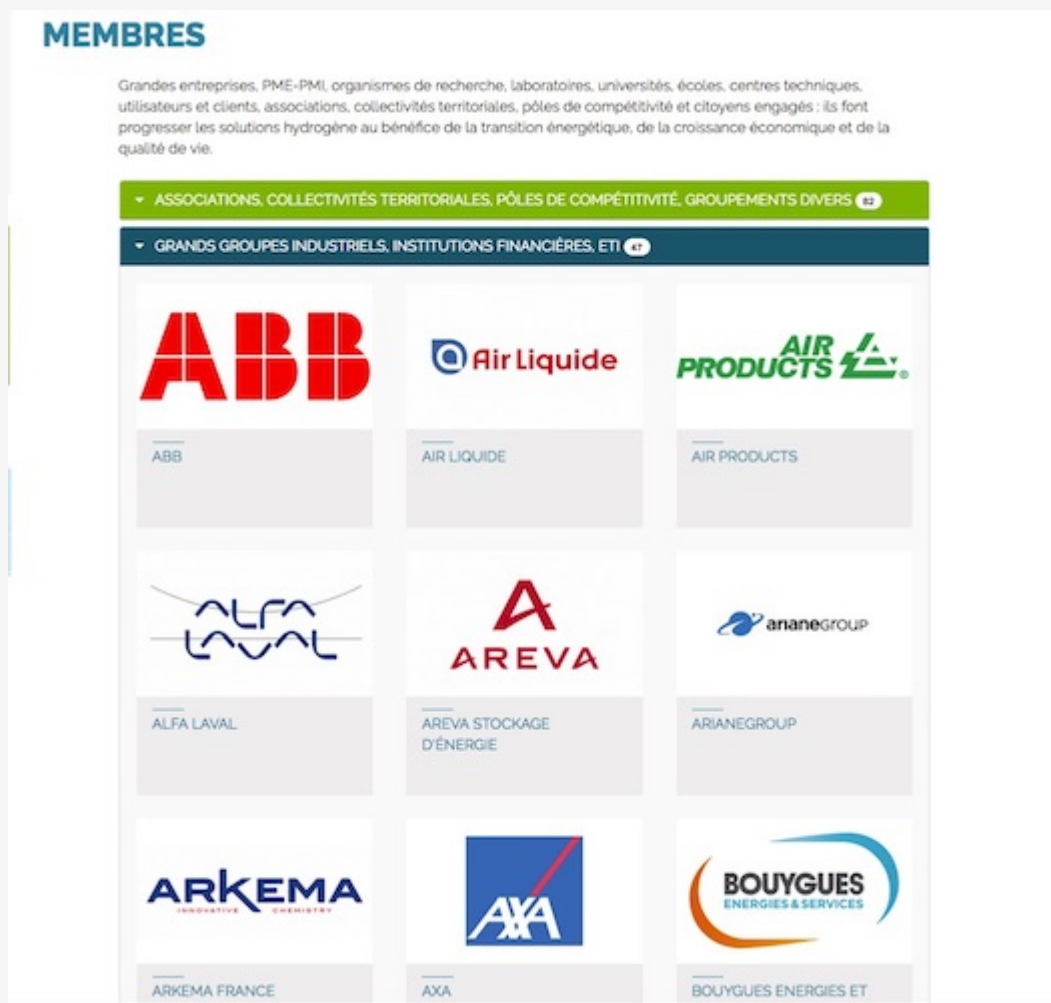 MEMBRES
Grandes entreprises, PME-PMI, organismes de recherche, laboratoires, universités, écoles, centres techniques,
utilisateurs et clients, associations, collectivités territoriales, pôles de compétitivité et citoyens engagés : ils font
progresser les solutions hydrogène au bénéfice de la transition énergétique, de la croissance économique et de la
qualité de vie.
ASSOCIATIONS, COLLECTIVITÉS TERRITORIALES, PÔLES DE COMPÉTITIVITÉ, GROUPEMENTS DIVERS 82
GRANDS GROUPES INDUSTRIELS, INSTITUTIONS FINANCIÈRES, ETI 47
ABB
Air Liquide
AIR
PRODUCTS
ABB
AIR LIQUIDE
AIR PRODUCTS
ALFA
LAVAL
AREVA
arianeGROUP
ALFA LAVAL
AREVA STOCKAGE
D'ÉNERGIE
ARIANEGROUP
ARKEMA
INNOVATIVE CHEMISTRY
AXA
BOUYGUES
ENERGIES & SERVICES
ARKEMA FRANCE
AXA
BOUYGUES ENERGIES ET